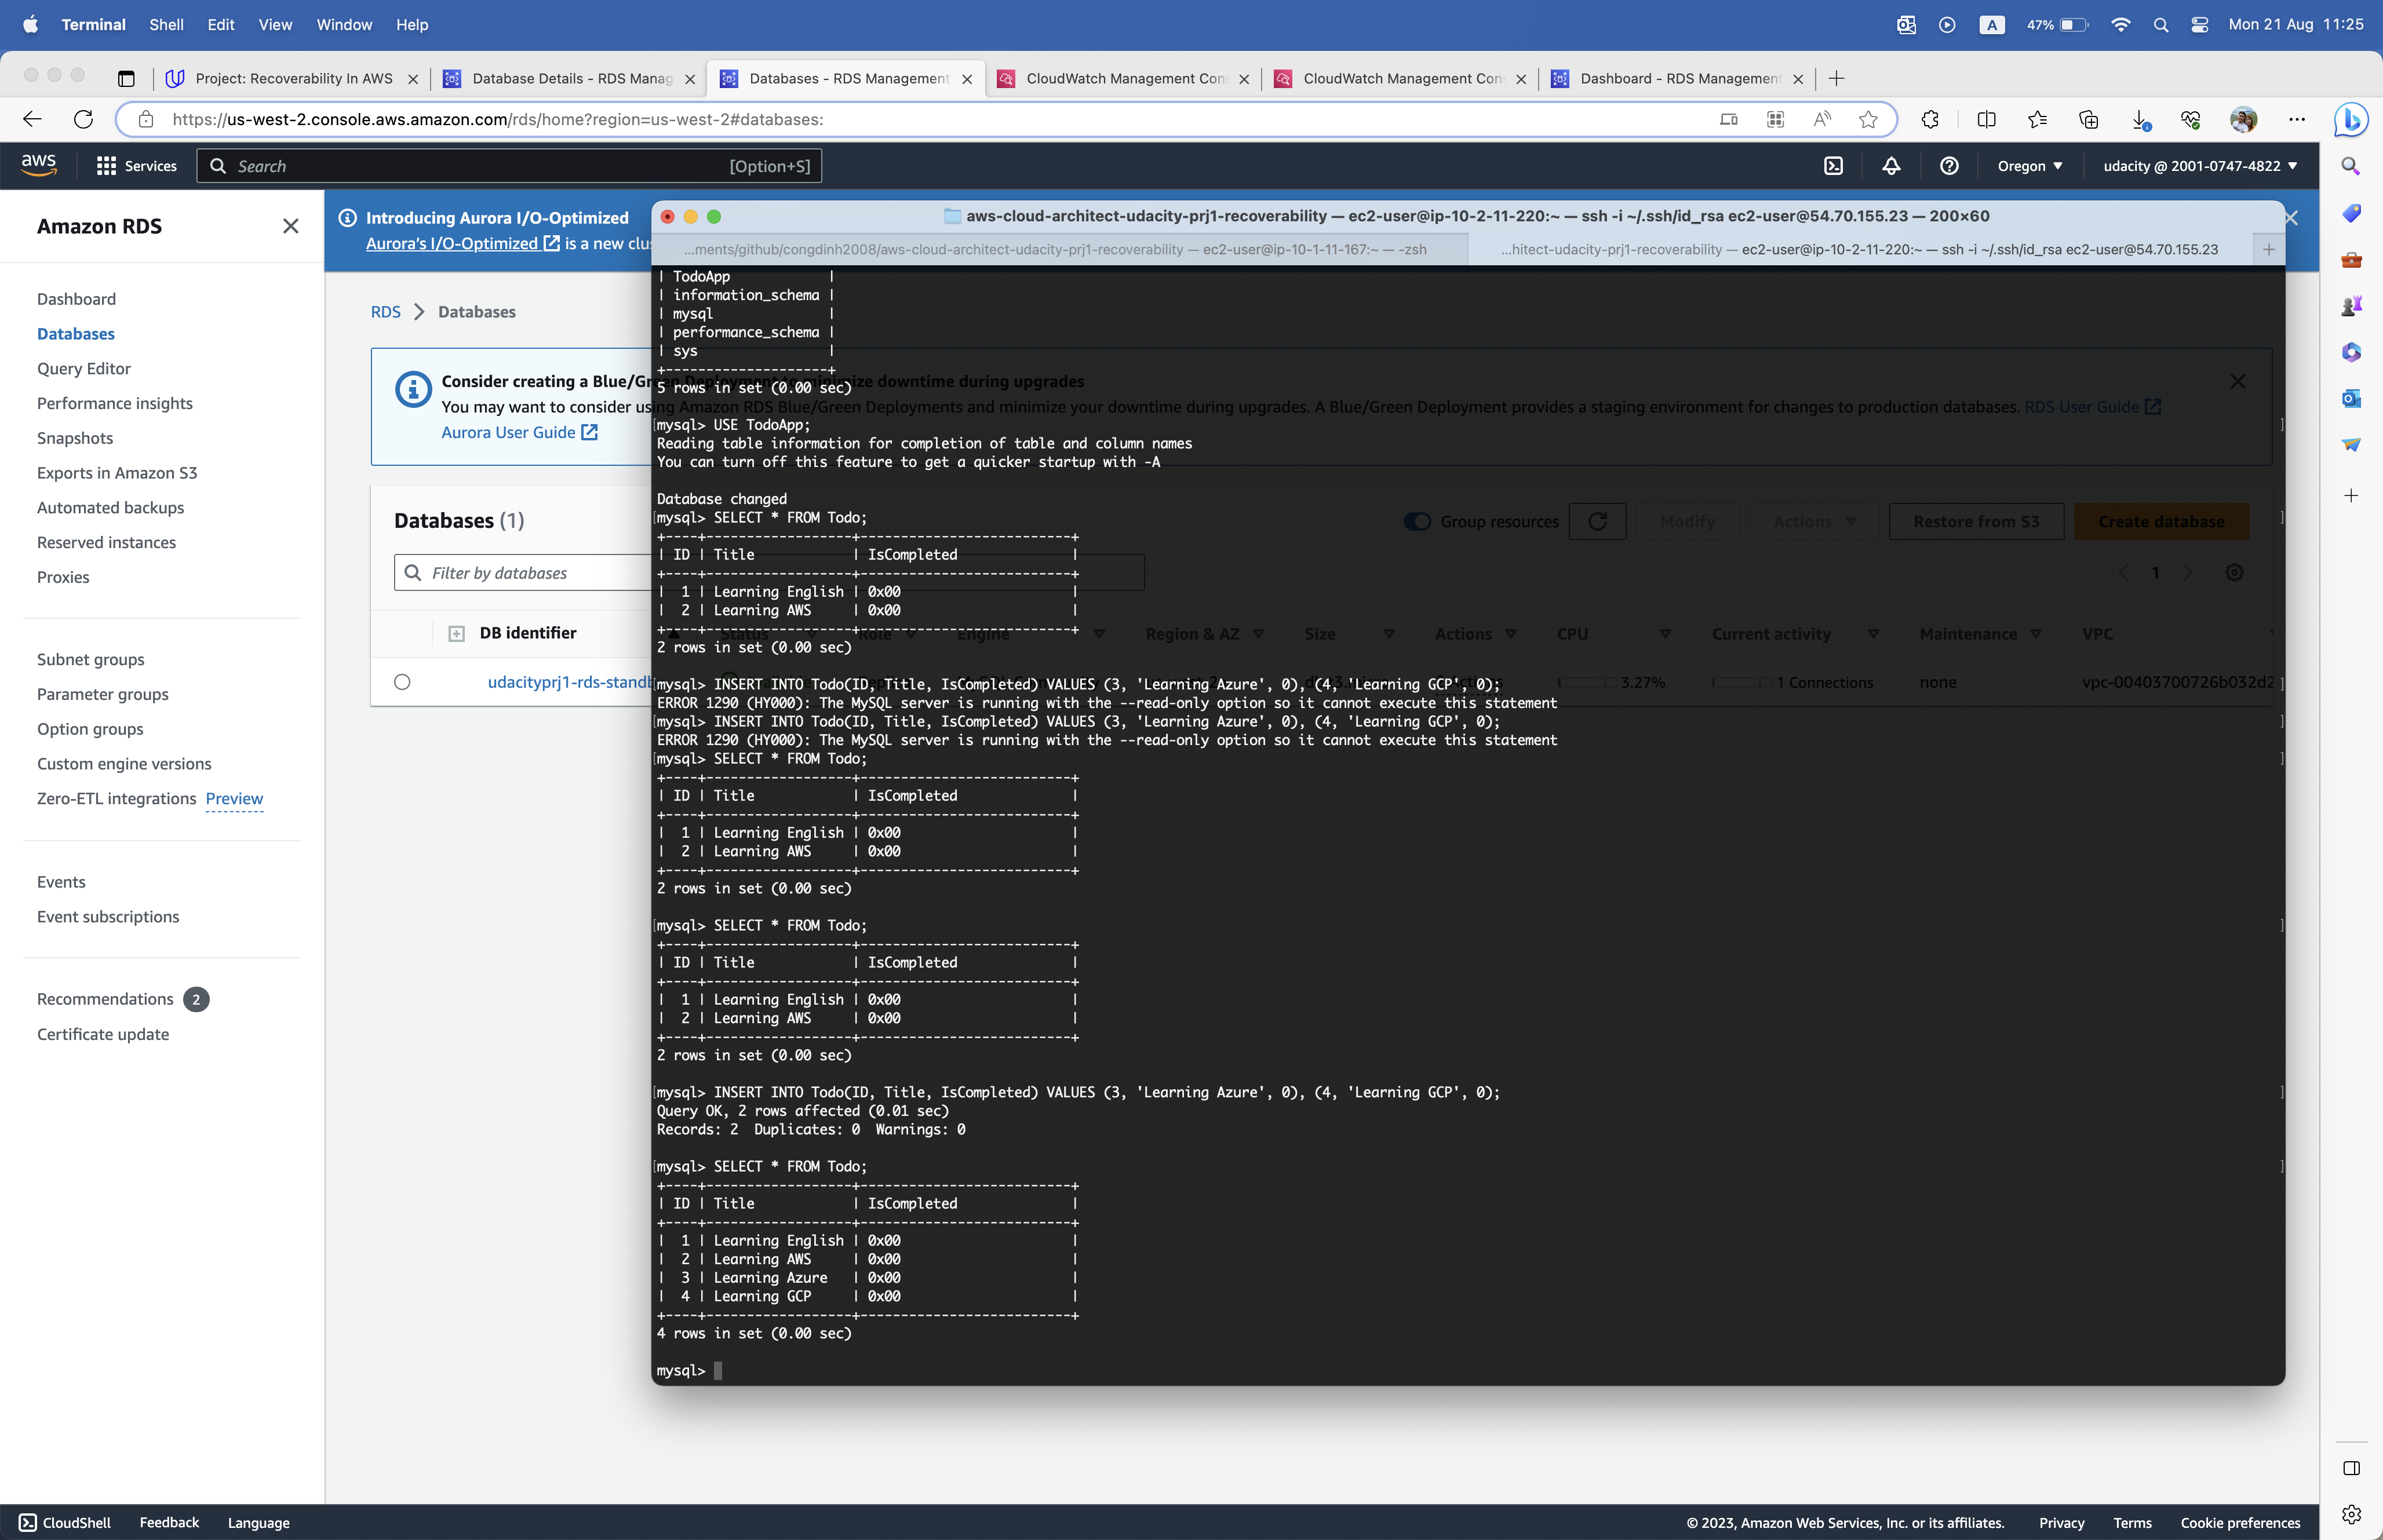 Terminal Shell Edit View Window Help
A 47% Mon 21 Aug 11:25
Project: Recoverability In AWS
Database Details - RDS Manag
Databases - RDS Management
CloudWatch Management Con
CloudWatch Management Con
Dashboard - RDS Management
https://us-west-2.console.aws.amazon.com/rds/home?region=us-west-2#databases:
aws Services Search [Option+S] Oregon udacity @ 2001-0747-4822
Amazon RDS
Dashboard
Databases
Query Editor
Performance insights
Snapshots
Exports in Amazon S3
Automated backups
Reserved instances
Proxies
Subnet groups
Parameter groups
Option groups
Custom engine versions
Zero-ETL integrations Preview
Events
Event subscriptions
Recommendations 2
Certificate update
Introducing Aurora I/O-Optimized
Aurora's I/O-Optimized is a new clu
RDS > Databases
Consider creating a Blue/Green Deployment to minimize downtime during upgrades
You may want to consider using Amazon RDS Blue/Green Deployments and minimize your downtime during upgrades. A Blue/Green Deployment provides a staging environment for changes to production databases. RDS User Guide
Aurora User Guide
Databases (1)
Group resources Modify Actions Restore from S3 Create database
Filter by databases
1
DB identifier Status Role Engine Region & AZ Size Actions CPU Current activity Maintenance VPC
udacityprj1-rds-standb 3.27% 1 Connections none vpc-00403700726b032d2
aws-cloud-architect-udacity-prj1-recoverability — ec2-user@ip-10-2-11-220:~ — ssh -i ~/.ssh/id_rsa ec2-user@54.70.155.23 — 200×60
...ments/github/congdinh2008/aws-cloud-architect-udacity-prj1-recoverability — ec2-user@ip-10-1-11-167:~ — -zsh
...hitect-udacity-prj1-recoverability — ec2-user@ip-10-2-11-220:~ — ssh -i ~/.ssh/id_rsa ec2-user@54.70.155.23
| TodoApp |
| information_schema |
| mysql |
| performance_schema |
| sys |
+--------------------+
5 rows in set (0.00 sec)
mysql> USE TodoApp;
Reading table information for completion of table and column names
You can turn off this feature to get a quicker startup with -A
Database changed
mysql> SELECT * FROM Todo;
+----+------------------+--------------------------+
| ID | Title | IsCompleted |
+----+------------------+--------------------------+
| 1 | Learning English | 0x00 |
| 2 | Learning AWS | 0x00 |
+----+------------------+--------------------------+
2 rows in set (0.00 sec)
mysql> INSERT INTO Todo(ID, Title, IsCompleted) VALUES (3, 'Learning Azure', 0), (4, 'Learning GCP', 0);
ERROR 1290 (HY000): The MySQL server is running with the --read-only option so it cannot execute this statement
mysql> INSERT INTO Todo(ID, Title, IsCompleted) VALUES (3, 'Learning Azure', 0), (4, 'Learning GCP', 0);
ERROR 1290 (HY000): The MySQL server is running with the --read-only option so it cannot execute this statement
mysql> SELECT * FROM Todo;
+----+------------------+--------------------------+
| ID | Title | IsCompleted |
+----+------------------+--------------------------+
| 1 | Learning English | 0x00 |
| 2 | Learning AWS | 0x00 |
+----+------------------+--------------------------+
2 rows in set (0.00 sec)
mysql> SELECT * FROM Todo;
+----+------------------+--------------------------+
| ID | Title | IsCompleted |
+----+------------------+--------------------------+
| 1 | Learning English | 0x00 |
| 2 | Learning AWS | 0x00 |
+----+------------------+--------------------------+
2 rows in set (0.00 sec)
mysql> INSERT INTO Todo(ID, Title, IsCompleted) VALUES (3, 'Learning Azure', 0), (4, 'Learning GCP', 0);
Query OK, 2 rows affected (0.01 sec)
Records: 2 Duplicates: 0 Warnings: 0
mysql> SELECT * FROM Todo;
+----+------------------+--------------------------+
| ID | Title | IsCompleted |
+----+------------------+--------------------------+
| 1 | Learning English | 0x00 |
| 2 | Learning AWS | 0x00 |
| 3 | Learning Azure | 0x00 |
| 4 | Learning GCP | 0x00 |
+----+------------------+--------------------------+
4 rows in set (0.00 sec)
mysql>
CloudShell Feedback Language © 2023, Amazon Web Services, Inc. or its affiliates. Privacy Terms Cookie preferences